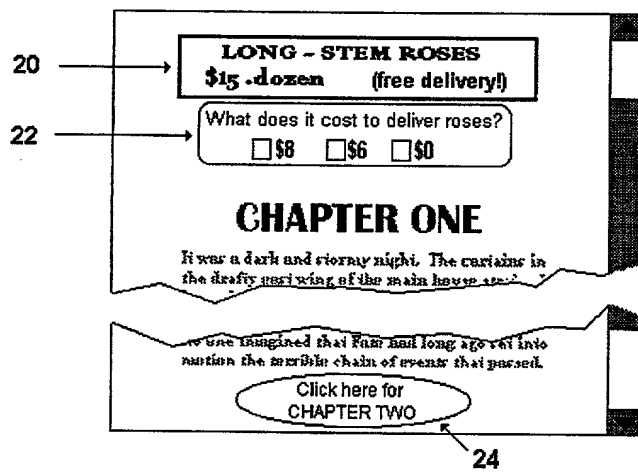 20
LONG - STEM ROSES
$15 .dozen (free delivery!)
22
What does it cost to deliver roses?
$8 $6 $0
CHAPTER ONE
It was a dark and stormy night. The curtains in
the drafty east wing of the main house
one imagined that Fate had long ago set into
motion the terrible chain of events that passed.
Click here for
CHAPTER TWO
24